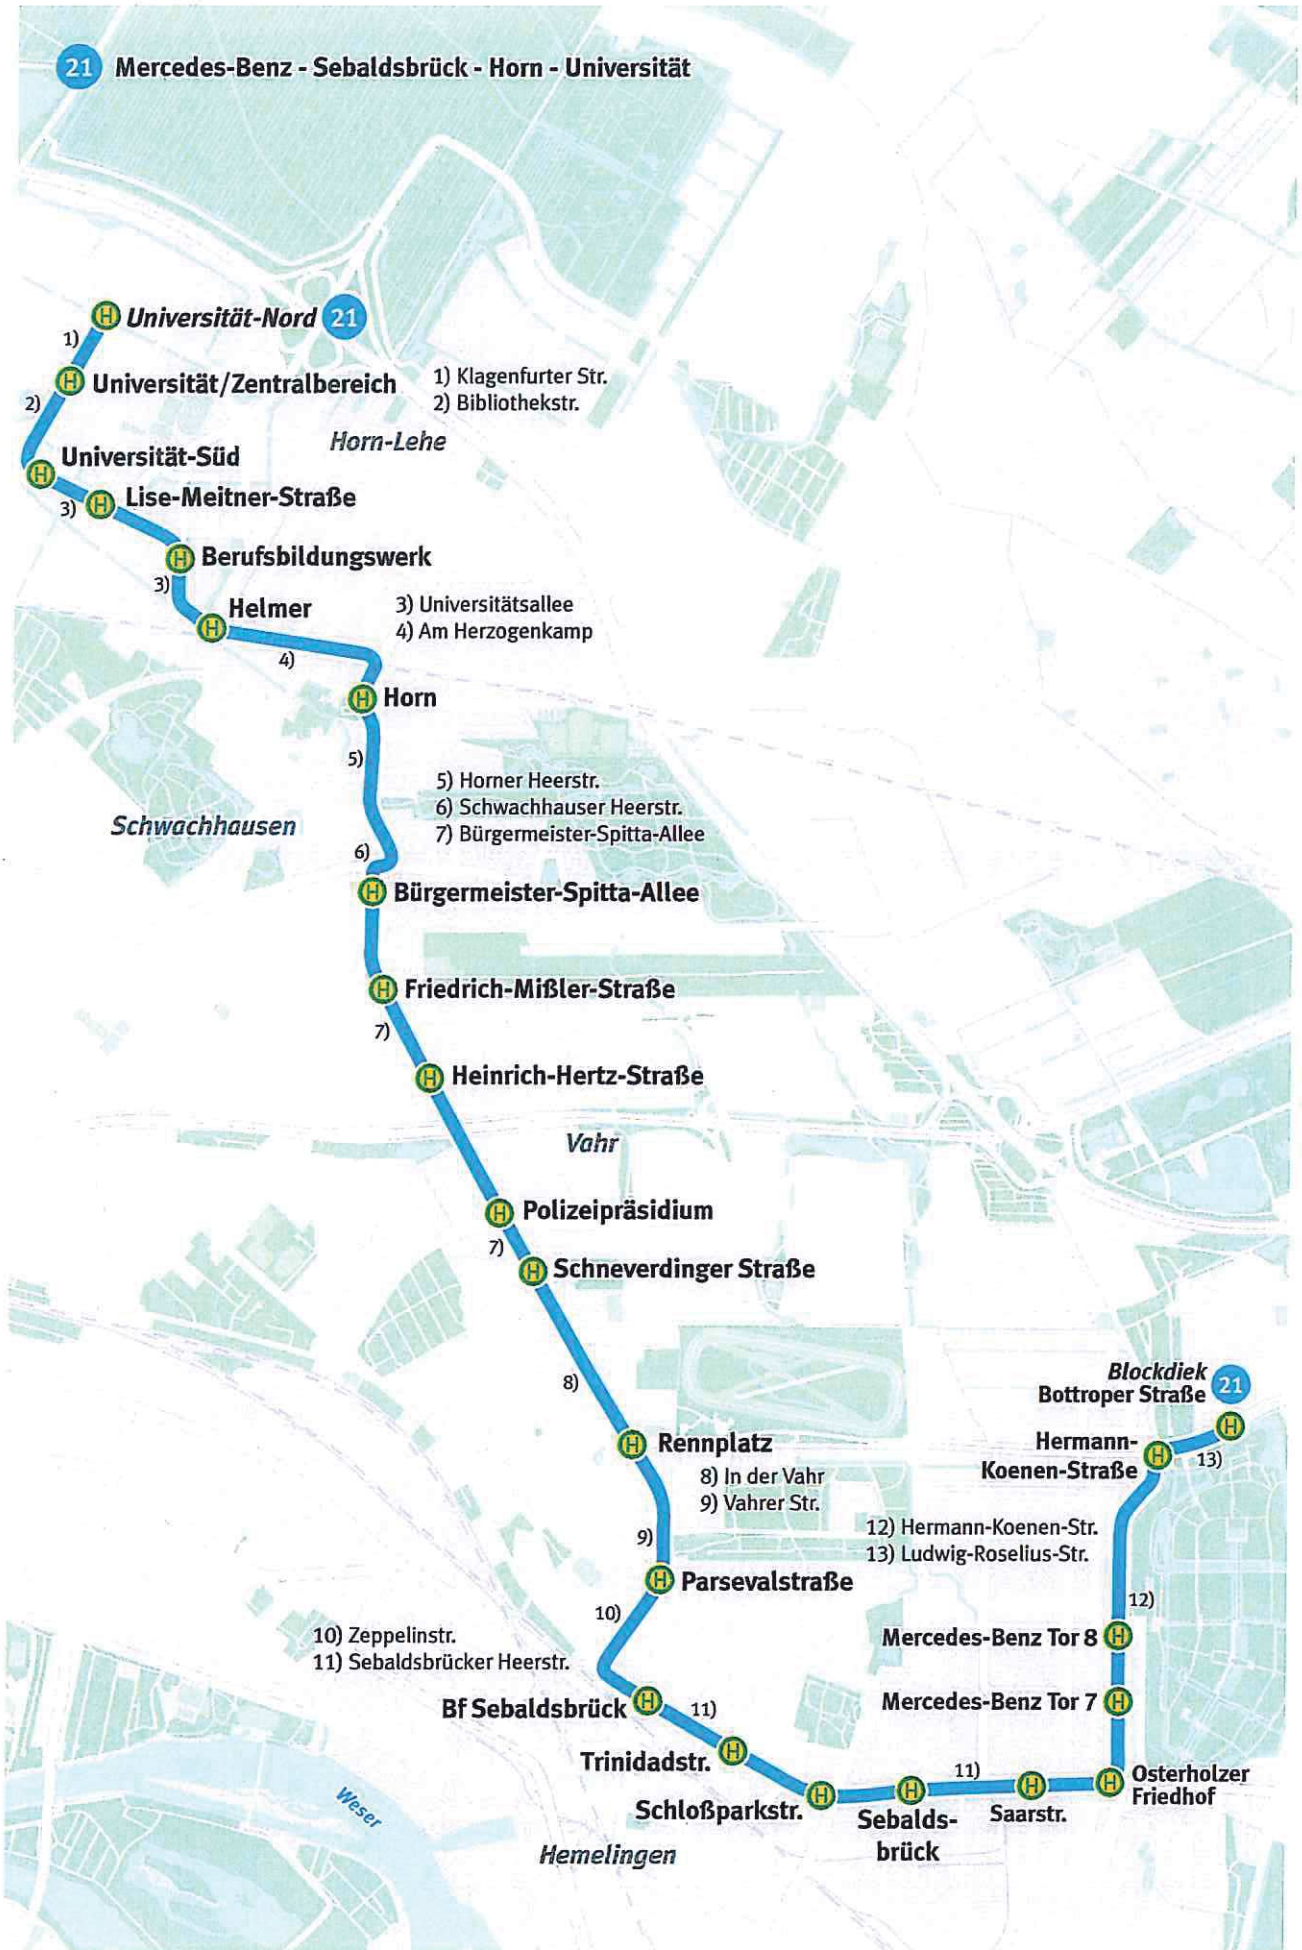 21 Mercedes-Benz - Sebaldsbrück - Horn - Universität
H Universität-Nord 21
1)
H Universität/Zentralbereich
1) Klagenfurter Str.
2)
2) Bibliothekstr.
Horn-Lehe
Universität-Süd
H
H Lise-Meitner-Straße
3)
H Berufsbildungswerk
3)
Helmer
H
3) Universitätsallee
4) Am Herzogenkamp
4)
H Horn
5)
5) Horner Heerstr.
6) Schwachhauser Heerstr.
7) Bürgermeister-Spitta-Allee
Schwachhausen
6)
H Bürgermeister-Spitta-Allee
H Friedrich-Mißler-Straße
7)
H Heinrich-Hertz-Straße
Vahr
H Polizeipräsidium
7)
H Schneverdinger Straße
8)
Blockdiek
Bottroper Straße 21
H
H Rennplatz
Hermann-
Koenen-Straße H
13)
8) In der Vahr
9) Vahrer Str.
12) Hermann-Koenen-Str.
13) Ludwig-Roselius-Str.
9)
H Parsevalstraße
12)
10)
10) Zeppelinstr.
11) Sebaldsbrücker Heerstr.
Mercedes-Benz Tor 8 H
Bf Sebaldsbrück H
11)
Mercedes-Benz Tor 7 H
Trinidadstr. H
11)
H Osterholzer
Friedhof
Schloßparkstr. H
H
Sebalds-
brück
H
Saarstr.
Weser
Hemelingen